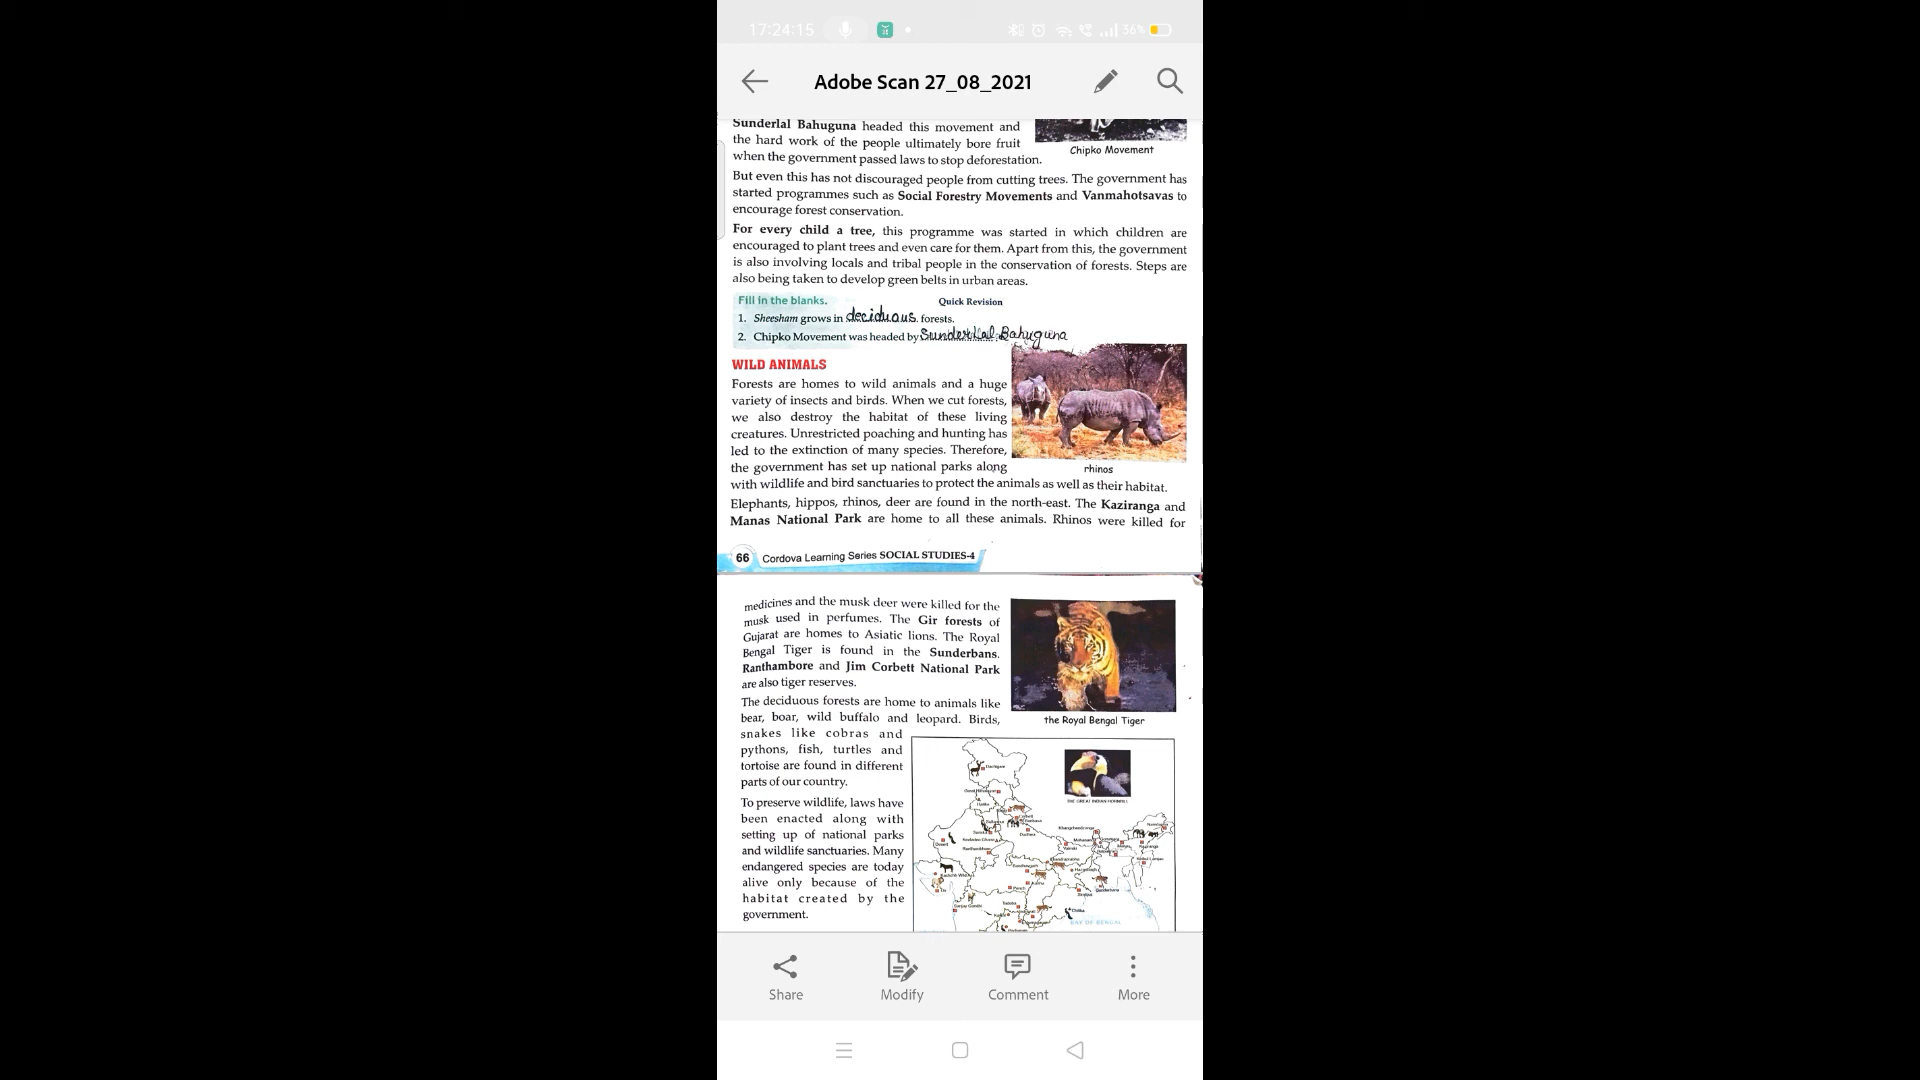 17:24:15
36%
Adobe Scan 27_08_2021
Sunderlal Bahuguna headed this movement and
the hard work of the people ultimately bore fruit
when the government passed laws to stop deforestation.
Chipko Movement
But even this has not discouraged people from cutting trees. The government has
started programmes such as Social Forestry Movements and Vanmahotsavas to
encourage forest conservation.
For every child a tree, this programme was started in which children are
encouraged to plant trees and even care for them. Apart from this, the government
is also involving locals and tribal people in the conservation of forests. Steps are
also being taken to develop green belts in urban areas.
Fill in the blanks.
Quick Revision
1. Sheesham grows in deciduous forests.
2. Chipko Movement was headed by Sunderlal Bahuguna
WILD ANIMALS
Forests are homes to wild animals and a huge
variety of insects and birds. When we cut forests,
we also destroy the habitat of these living
creatures. Unrestricted poaching and hunting has
led to the extinction of many species. Therefore,
the government has set up national parks along
rhinos
with wildlife and bird sanctuaries to protect the animals as well as their habitat.
Elephants, hippos, rhinos, deer are found in the north-east. The Kaziranga and
Manas National Park are home to all these animals. Rhinos were killed for
66 Cordova Learning Series SOCIAL STUDIES-4
medicines and the musk deer were killed for the
musk used in perfumes. The Gir forests of
Gujarat are homes to Asiatic lions. The Royal
Bengal Tiger is found in the Sunderbans.
Ranthambore and Jim Corbett National Park
are also tiger reserves.
the Royal Bengal Tiger
The deciduous forests are home to animals like
bear, boar, wild buffalo and leopard. Birds,
snakes like cobras and
pythons, fish, turtles and
tortoise are found in different
parts of our country.
To preserve wildlife, laws have
been enacted along with
setting up of national parks
and wildlife sanctuaries. Many
endangered species are today
alive only because of the
habitat created by the
government.
Dachigam
THE GREAT INDIAN HORNBILL
Desert
Chilika
BAY OF BENGAL
Share
Modify
Comment
More